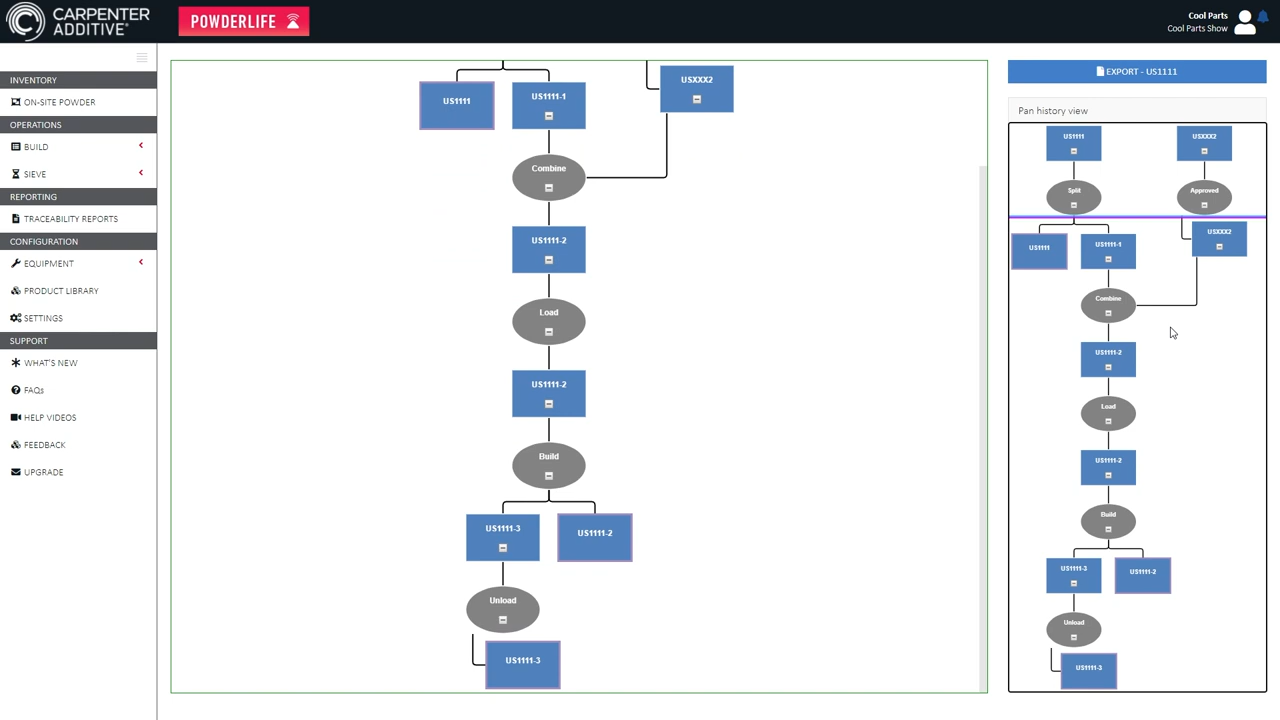 CARPENTER
ADDITIVE®
POWDERLIFE
Cool Parts
Cool Parts Show
INVENTORY
ON-SITE POWDER
OPERATIONS
BUILD
SIEVE
REPORTING
TRACEABILITY REPORTS
CONFIGURATION
EQUIPMENT
PRODUCT LIBRARY
SETTINGS
SUPPORT
WHAT'S NEW
FAQs
HELP VIDEOS
FEEDBACK
UPGRADE
US1111
US1111-1
USXXX2
Combine
US1111-2
Load
US1111-2
Build
US1111-3
US1111-2
Unload
US1111-3
EXPORT - US1111
Pan history view
US1111
USXXX2
Split
Approved
US1111
US1111-1
USXXX2
Combine
US1111-2
Load
US1111-2
Build
US1111-3
US1111-2
Unload
US1111-3